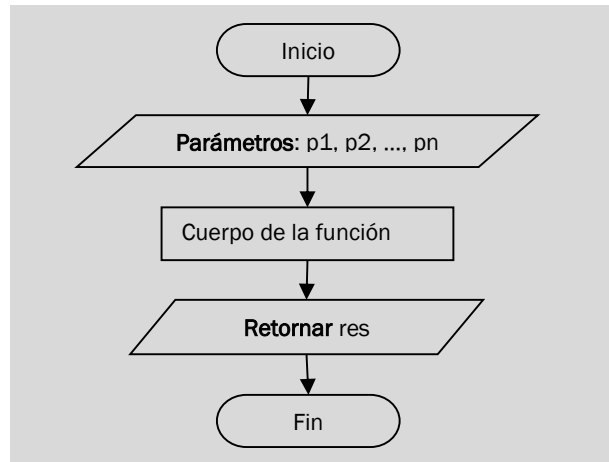 Inicio
Parámetros: p1, p2, ..., pn
Cuerpo de la función
Retornar res
Fin